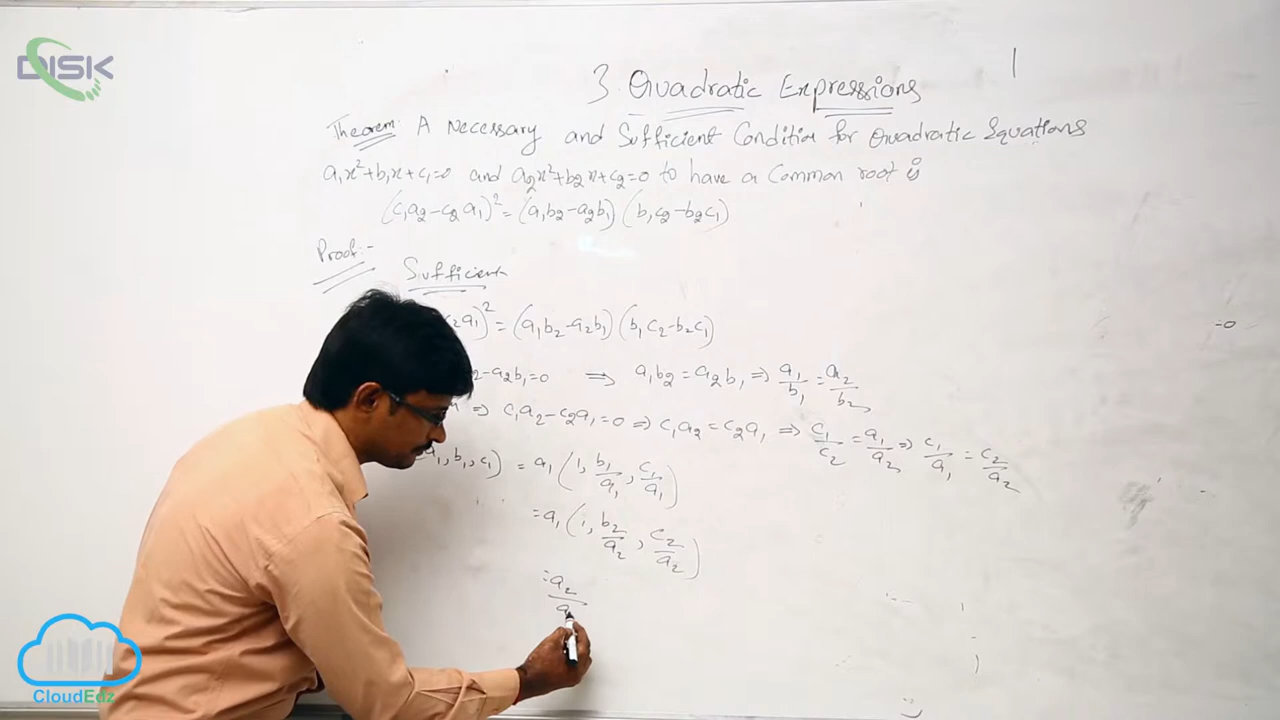 DISK
1
3. Quadratic Expressions
Theorem: A Necessary and Sufficient Condition for Quadratic Equations
a₁x²+b₁x+c₁=0 and a₂x²+b₂x+c₂=0 to have a Common root is
(c₁a₂-c₂a₁)² = (a₁b₂-a₂b₁) (b₁c₂-b₂c₁)
Proof:-
Sufficient
c₂a₁)² = (a₁b₂-a₂b₁) (b₁c₂-b₂c₁)
=0
2-a₂b₁=0 ⇒ a₁b₂=a₂b₁ ⇒ a₁/b₁ = a₂/b₂
⇒ c₁a₂-c₂a₁=0 ⇒ c₁a₂=c₂a₁ ⇒ c₁/c₂ = a₁/a₂ ⇒ c₁/a₁ = c₂/a₂
a₁, b₁, c₁) = a₁(1, b₁/a₁, c₁/a₁)
= a₁(1, b₂/a₂, c₂/a₂)
= a₂/a
CloudEdz